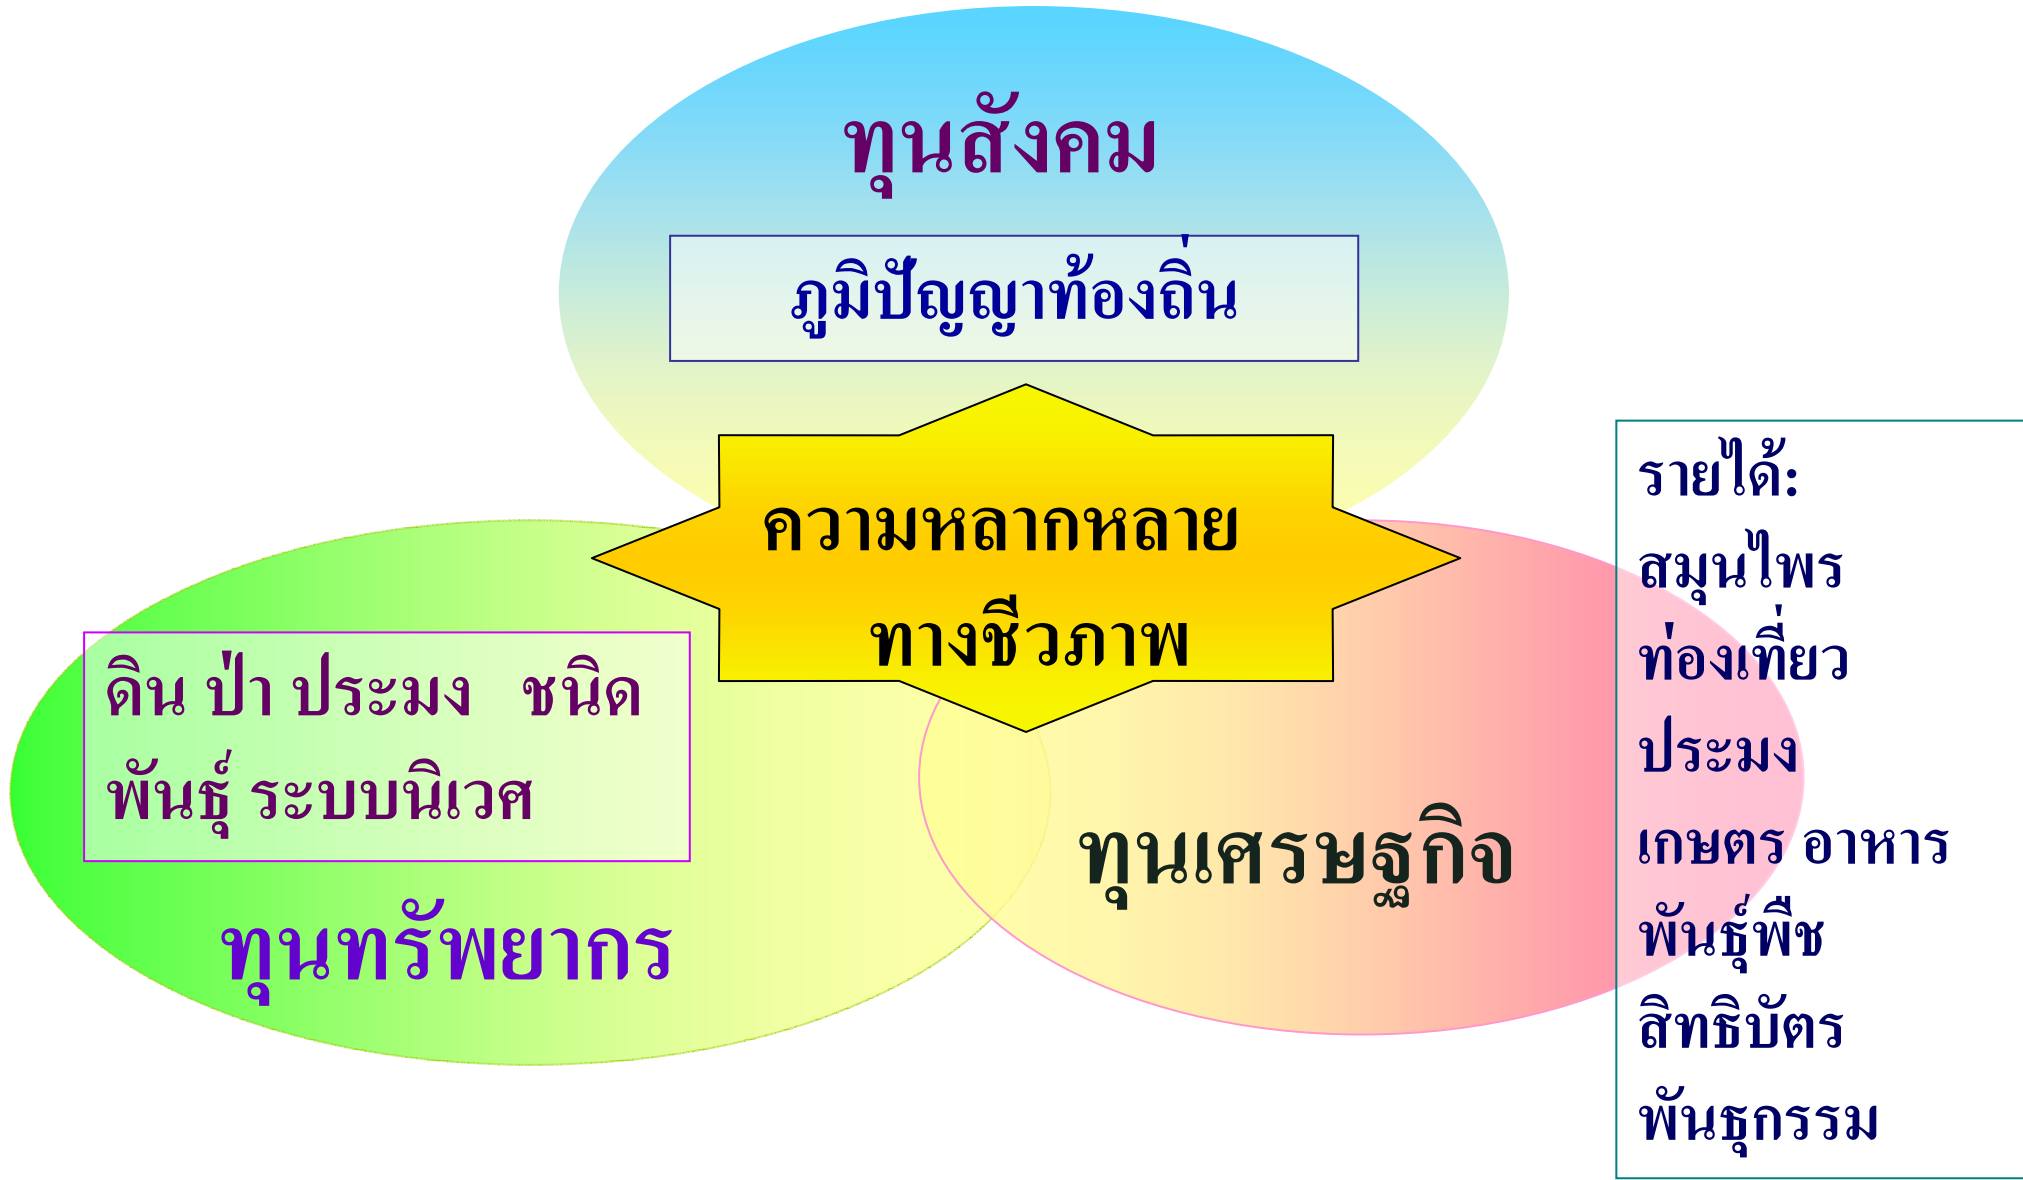 ทุนสังคม
ภูมิปัญญาท้องถิ่น
ความหลากหลาย
ทางชีวภาพ
ดิน ป่า ประมง ชนิด
พันธุ์ ระบบนิเวศ
ทุนทรัพยากร
ทุนเศรษฐกิจ
รายได้:
สมุนไพร
ท่องเที่ยว
ประมง
เกษตร อาหาร
พันธุ์พืช
สิทธิบัตร
พันธุกรรม